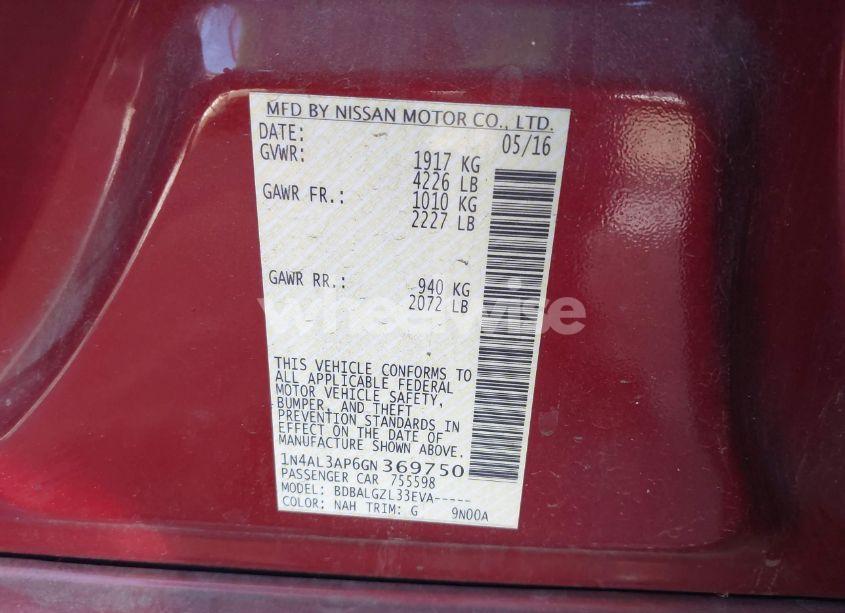 MFD BY NISSAN MOTOR CO., LTD.
DATE: 05/16
GVWR: 1917 KG
4226 LB
GAWR FR.: 1010 KG
2227 LB
GAWR RR.: 940 KG
2072 LB
wheelwise
THIS VEHICLE CONFORMS TO
ALL APPLICABLE FEDERAL
MOTOR VEHICLE SAFETY,
BUMPER, AND THEFT
PREVENTION STANDARDS IN
EFFECT ON THE DATE OF
MANUFACTURE SHOWN ABOVE.
1N4AL3AP6GN369750
PASSENGER CAR 755598
MODEL: BDBALGZL33EVA-----
COLOR: NAH TRIM: G 9N00A